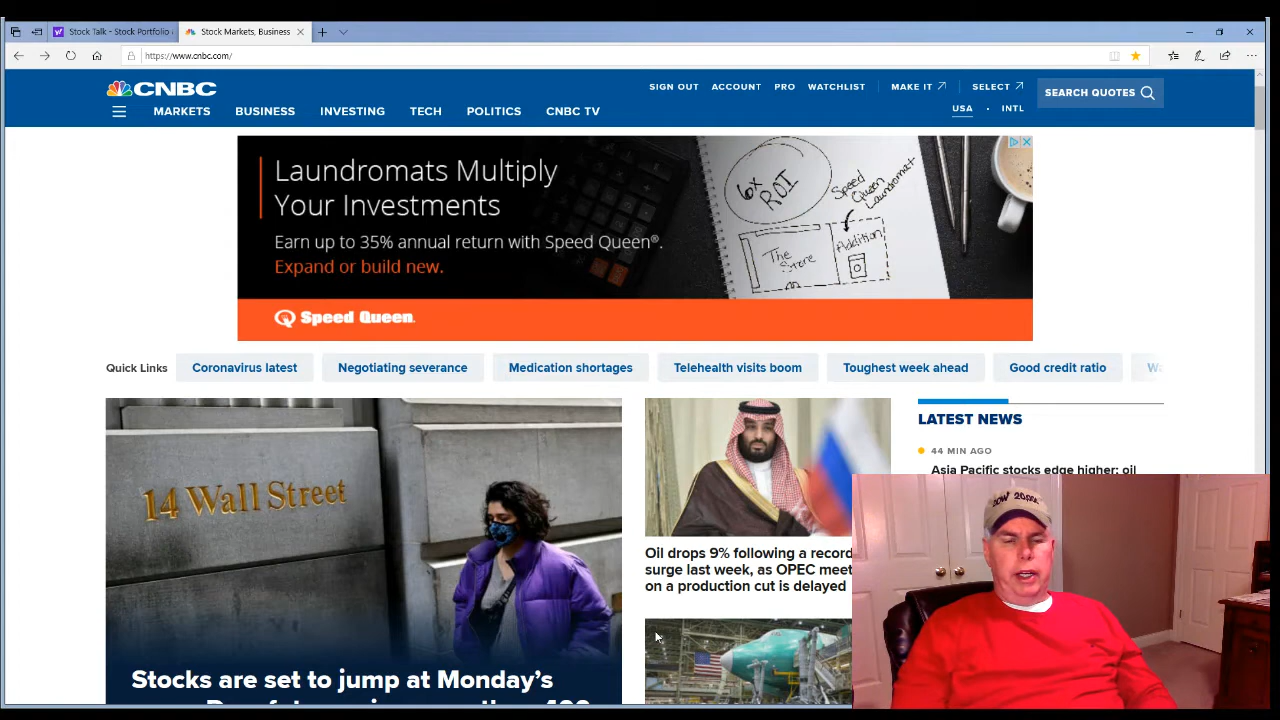 Stock Talk - Stock Portfolio
Stock Markets, Business
https://www.cnbc.com/
CNBC
SIGN OUT ACCOUNT PRO WATCHLIST MAKE IT SELECT
SEARCH QUOTES
USA · INTL
MARKETS BUSINESS INVESTING TECH POLITICS CNBC TV
Laundromats Multiply
Your Investments
Earn up to 35% annual return with Speed Queen®.
Expand or build new.
6x ROI
Speed
Queen
Laundromat
The
Store
Addition
Speed Queen
Quick Links Coronavirus latest Negotiating severance Medication shortages Telehealth visits boom Toughest week ahead Good credit ratio
LATEST NEWS
44 MIN AGO
Asia Pacific stocks edge higher; oil
14 Wall Street
Oil drops 9% following a record
surge last week, as OPEC meet
on a production cut is delayed
DOW 20,000
Stocks are set to jump at Monday's